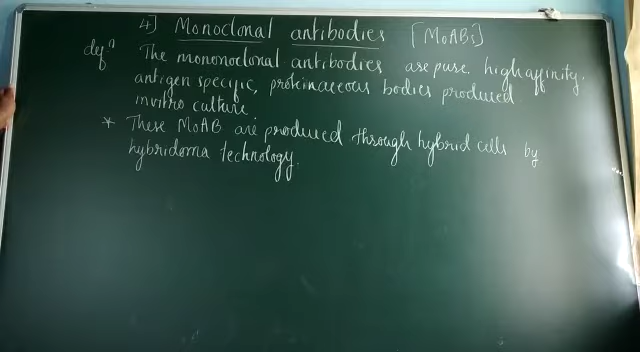 4] Monoclonal antibodies [MoABs]
defⁿ The mononoclonal antibodies are pure. high affinity.
antigen specific, proteinaceous bodies produced
invitro culture
* These MoAB are produced through hybrid cells by
hybridoma technology.